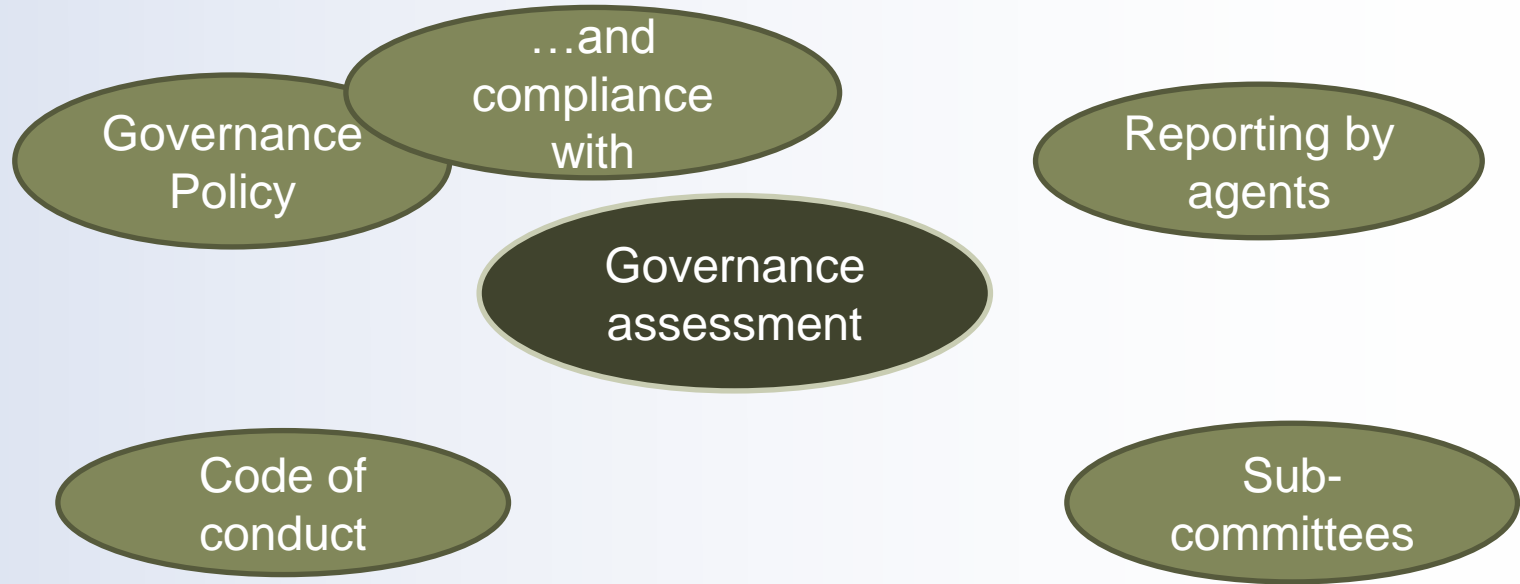 …and
compliance
with
Governance
Policy
Reporting by
agents
Governance
assessment
Code of
conduct
Sub-
committees